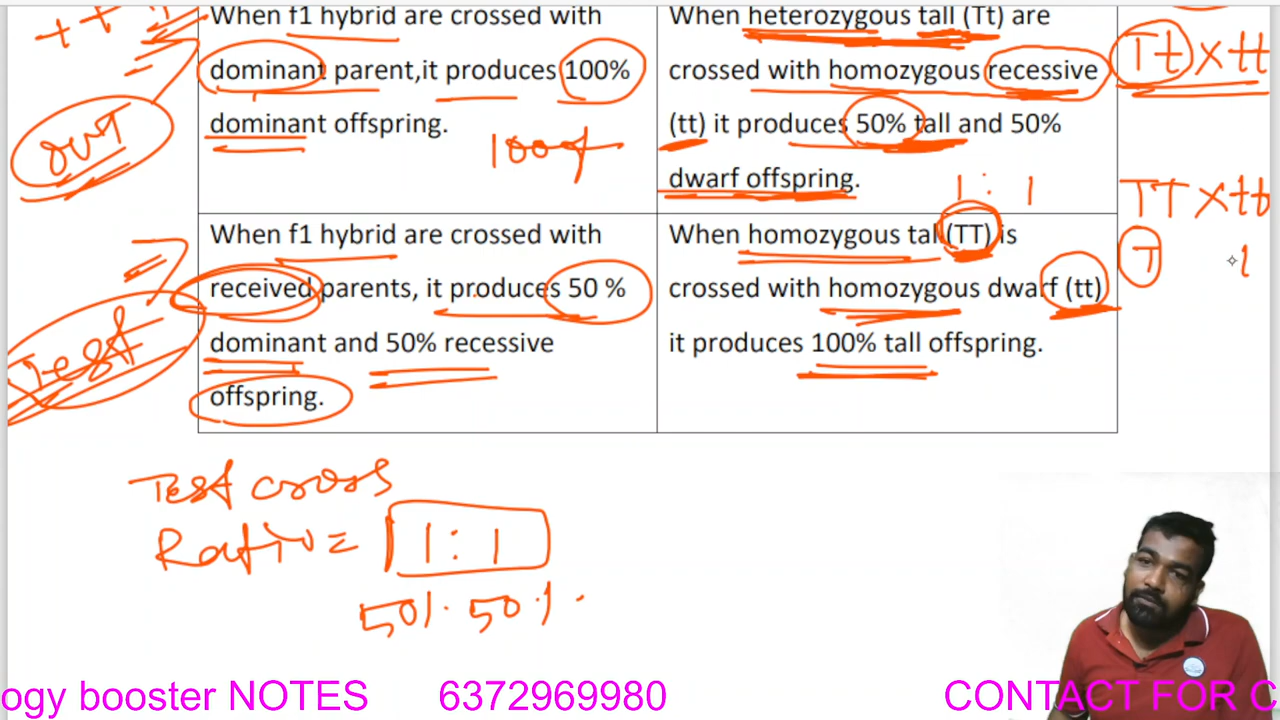 When f1 hybrid are crossed with
dominant parent,it produces 100%
dominant offspring.
100%
out
When heterozygous tall (Tt) are
crossed with homozygous recessive
(tt) it produces 50% tall and 50%
dwarf offspring.
1 : 1
Tt x tt
TT x tt
T
When f1 hybrid are crossed with
received parents, it produces 50 %
dominant and 50% recessive
offspring.
Test
When homozygous tal (TT) is
crossed with homozygous dwarf (tt)
it produces 100% tall offspring.
Test cross
Ratio = 1 : 1
50%. 50%.
ogy booster NOTES 6372969980 CONTACT FOR C